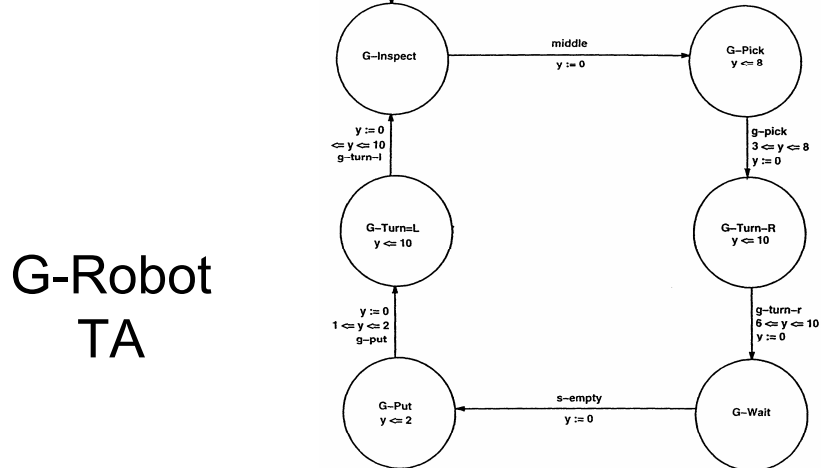 G-Robot
TA
G-Inspect
middle
y := 0
G-Pick
y <= 8
g-pick
3 <= y <= 8
y := 0
G-Turn-R
y <= 10
g-turn-r
6 <= y <= 10
y := 0
G-Wait
s-empty
y := 0
G-Put
y <= 2
y := 0
1 <= y <= 2
g-put
G-Turn=L
y <= 10
y := 0
<= y <= 10
g-turn-l